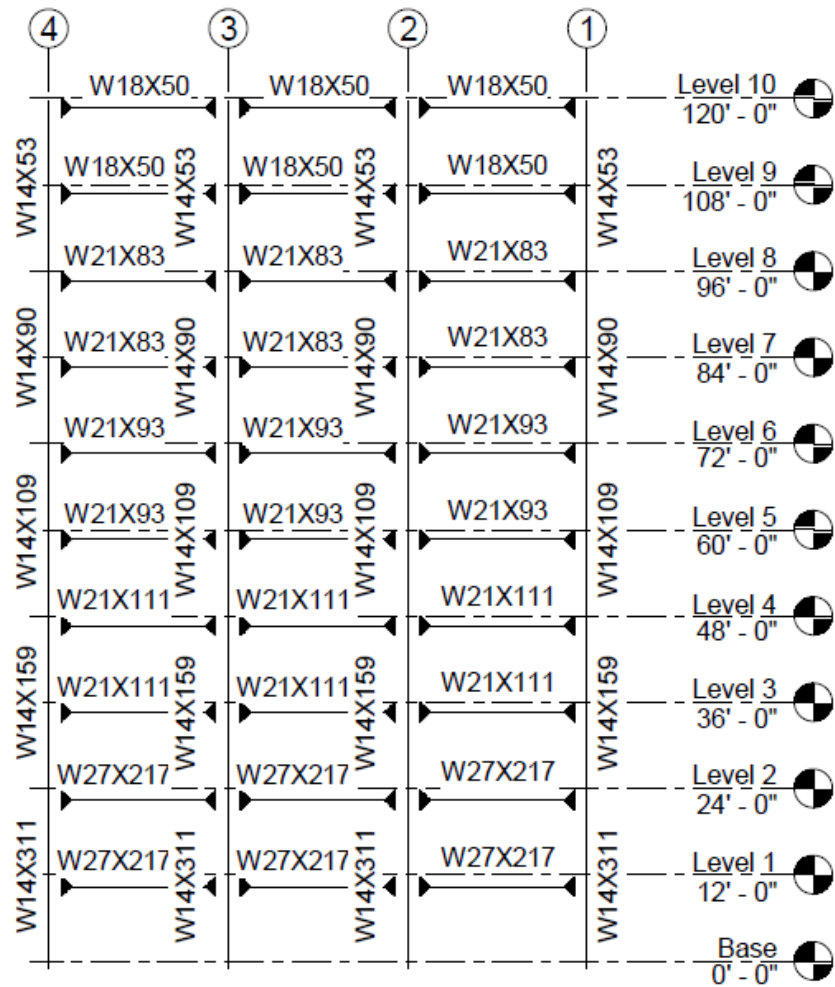 4 3 2 1
W18X50 W18X50 W18X50 Level 10
120' - 0"
W14X53 W18X50 W14X53 W18X50 W14X53 W18X50 W14X53 Level 9
108' - 0"
W21X83 W21X83 W21X83 Level 8
96' - 0"
W14X90 W21X83 W14X90 W21X83 W14X90 W21X83 W14X90 Level 7
84' - 0"
W21X93 W21X93 W21X93 Level 6
72' - 0"
W14X109 W21X93 W14X109 W21X93 W14X109 W21X93 W14X109 Level 5
60' - 0"
W21X111 W21X111 W21X111 Level 4
48' - 0"
W14X159 W21X111 W14X159 W21X111 W14X159 W21X111 W14X159 Level 3
36' - 0"
W27X217 W27X217 W27X217 Level 2
24' - 0"
W14X311 W27X217 W14X311 W27X217 W14X311 W27X217 W14X311 Level 1
12' - 0"
Base
0' - 0"